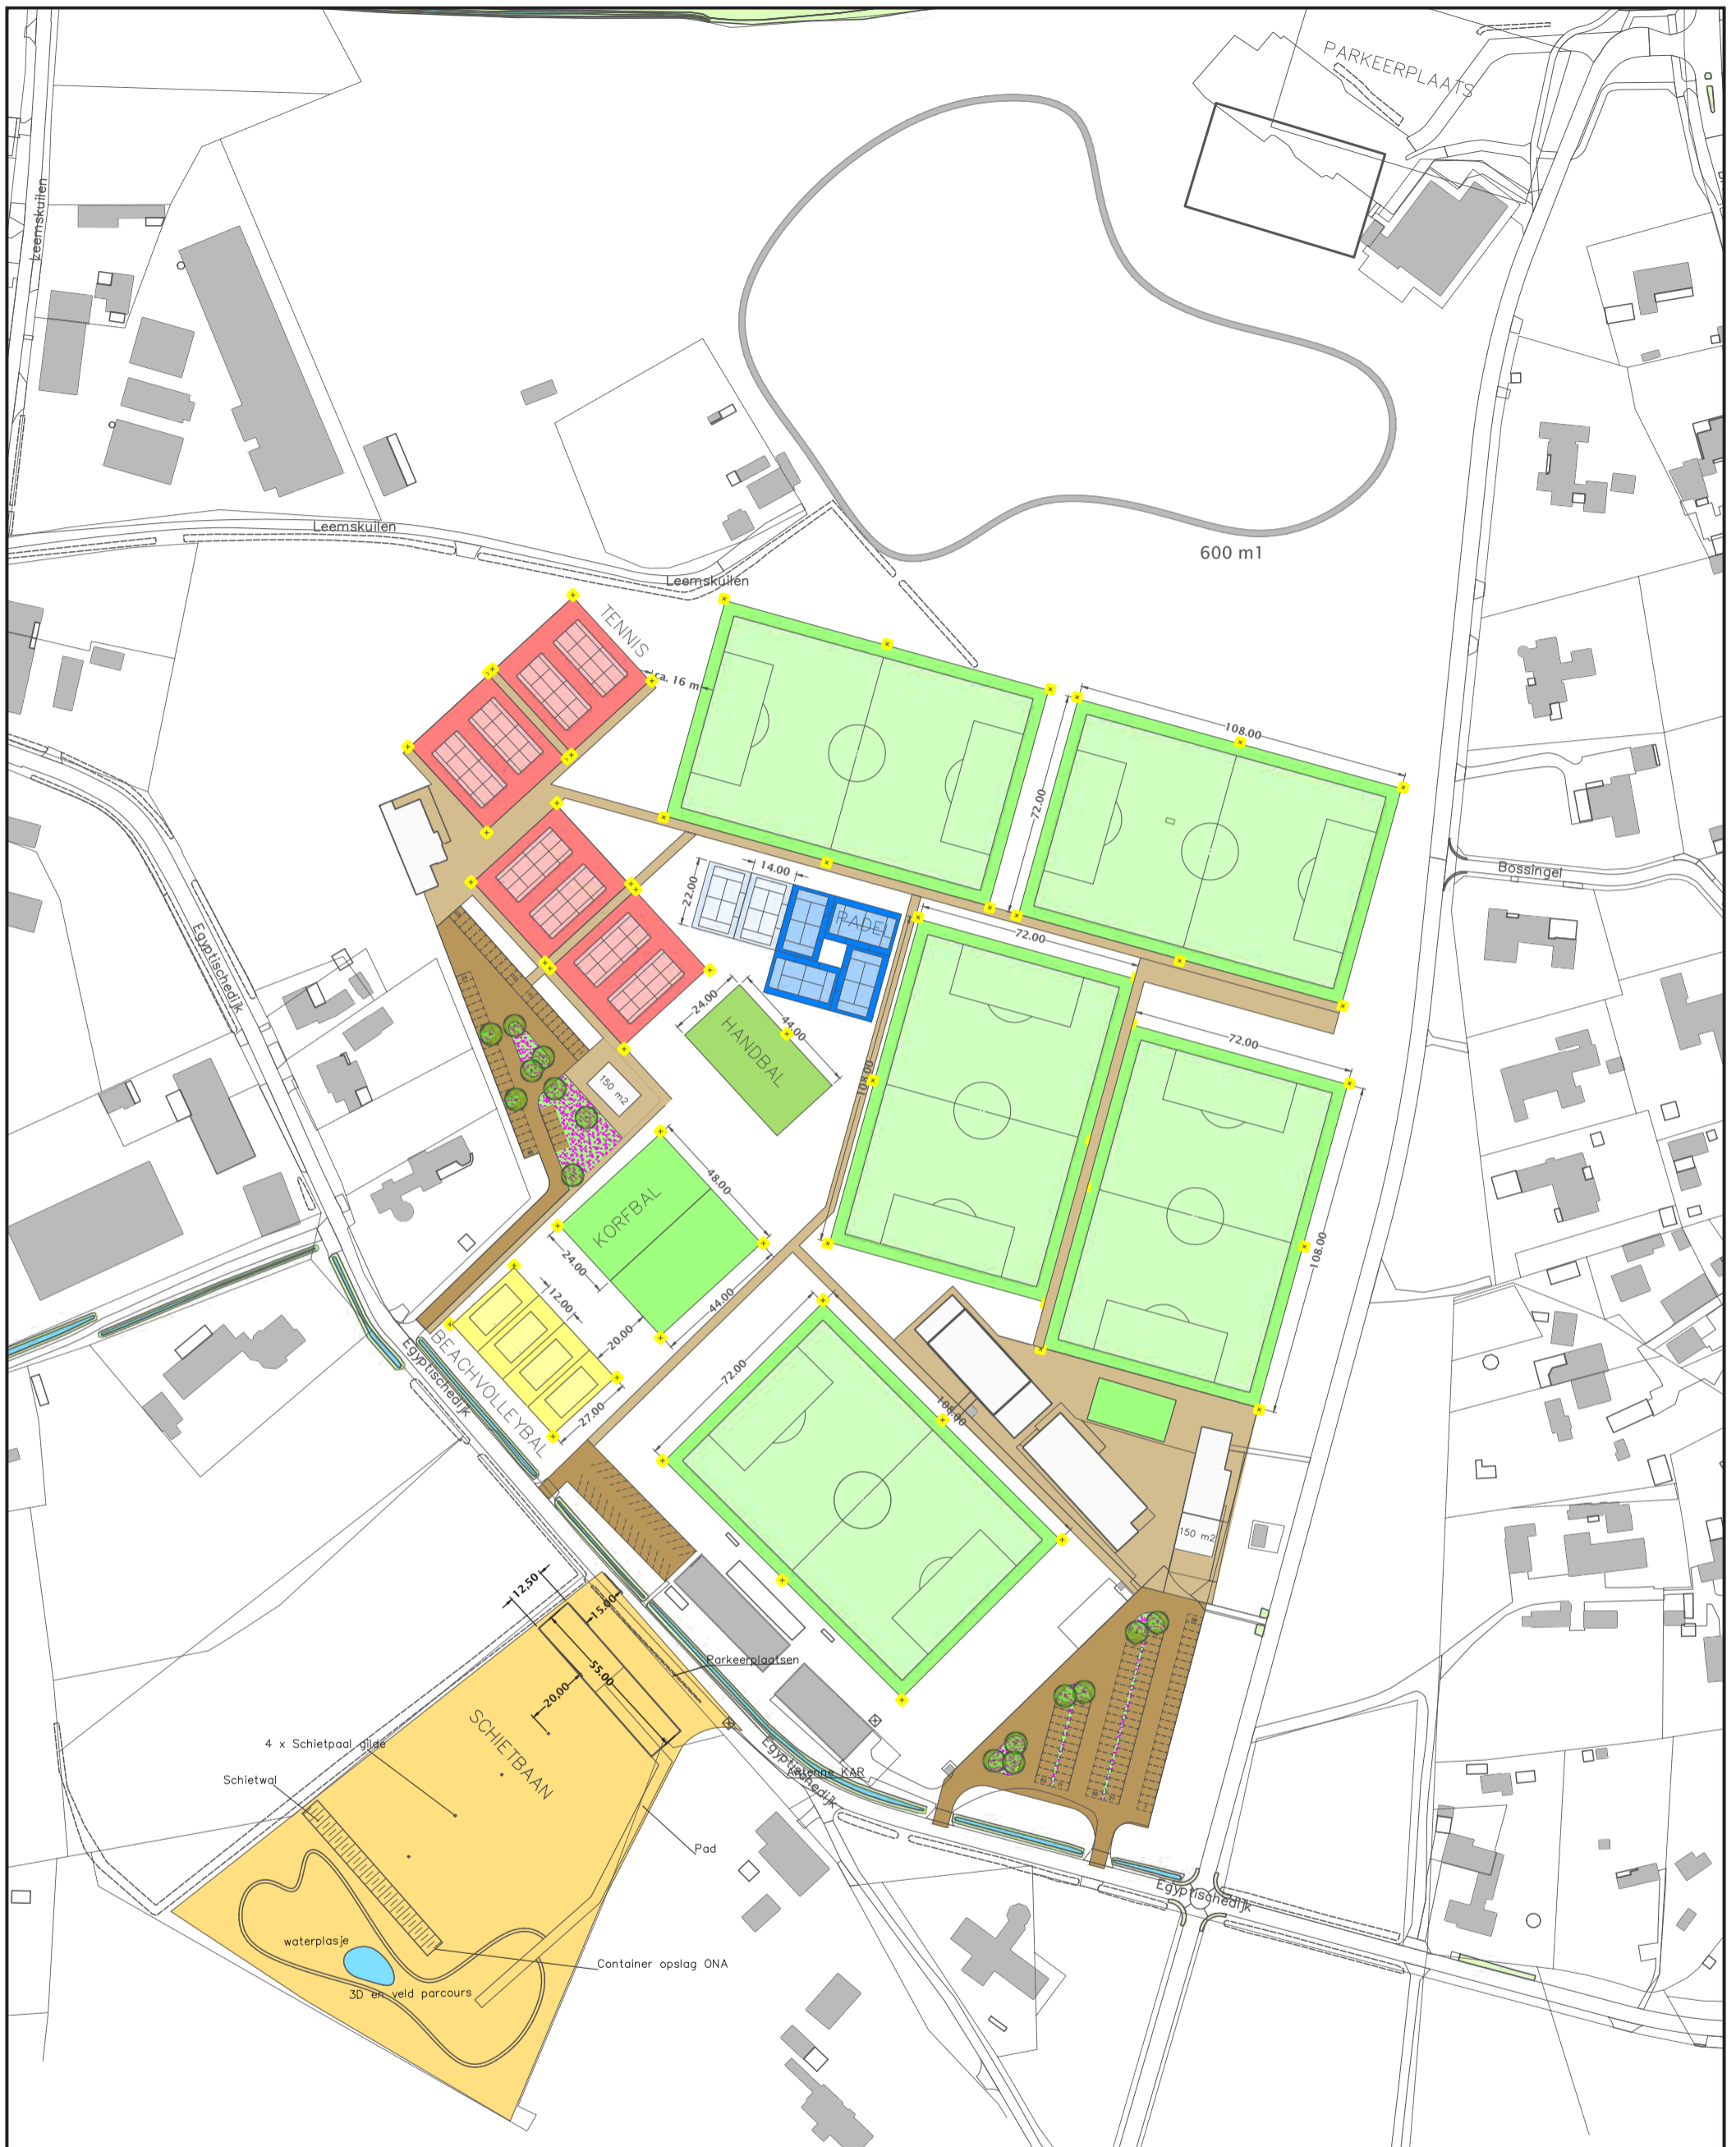 PARKEERPLAATS
Leemskuilen
Leemskuilen
600 m1
Leemskuilen
TENNIS
ca. 16 m
108.00
72.00
Bossingel
14.00
22.00
PADEL
72.00
Egyptischedijk
24.00
44.00
HANDBAL
72.00
108.00
150
m2
48.00
KORFBAL
24.00
108.00
12.00
44.00
20.00
BEACHVOLLEYBAL
Egyptischedijk
72.00
27.00
108.00
150 m2
12,50
15.00
55.00
20,00
Parkeerplaatsen
SCHIETBAAN
4 x Schietpaal gilde
Egyptischedijk
Antenne KAR
Schietwal
Pad
Egyptischedijk
waterplasje
Container opslag ONA
3D en veld parcours